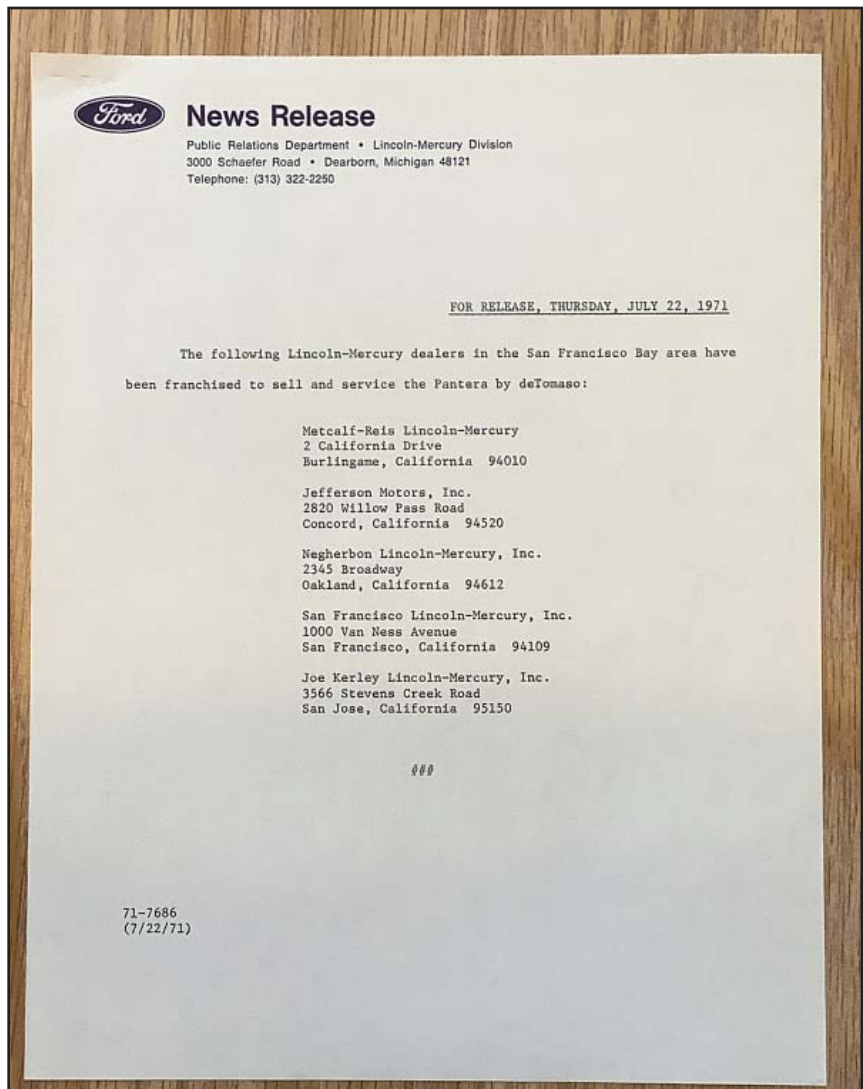 Ford
News Release
Public Relations Department • Lincoln-Mercury Division
3000 Schaefer Road • Dearborn, Michigan 48121
Telephone: (313) 322-2250
FOR RELEASE, THURSDAY, JULY 22, 1971
The following Lincoln-Mercury dealers in the San Francisco Bay area have
been franchised to sell and service the Pantera by deTomaso:
Metcalf-Reis Lincoln-Mercury
2 California Drive
Burlingame, California 94010
Jefferson Motors, Inc.
2820 Willow Pass Road
Concord, California 94520
Negherbon Lincoln-Mercury, Inc.
2345 Broadway
Oakland, California 94612
San Francisco Lincoln-Mercury, Inc.
1000 Van Ness Avenue
San Francisco, California 94109
Joe Kerley Lincoln-Mercury, Inc.
3566 Stevens Creek Road
San Jose, California 95150
###
71-7686
(7/22/71)